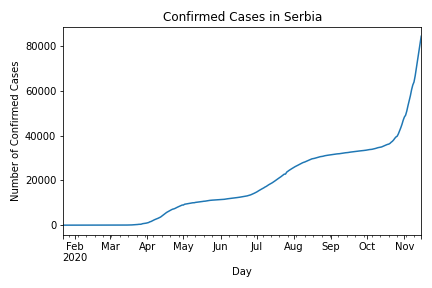 Confirmed Cases in Serbia
Number of Confirmed Cases
80000
60000
40000
20000
0
Feb Mar Apr May Jun Jul Aug Sep Oct Nov
2020
Day